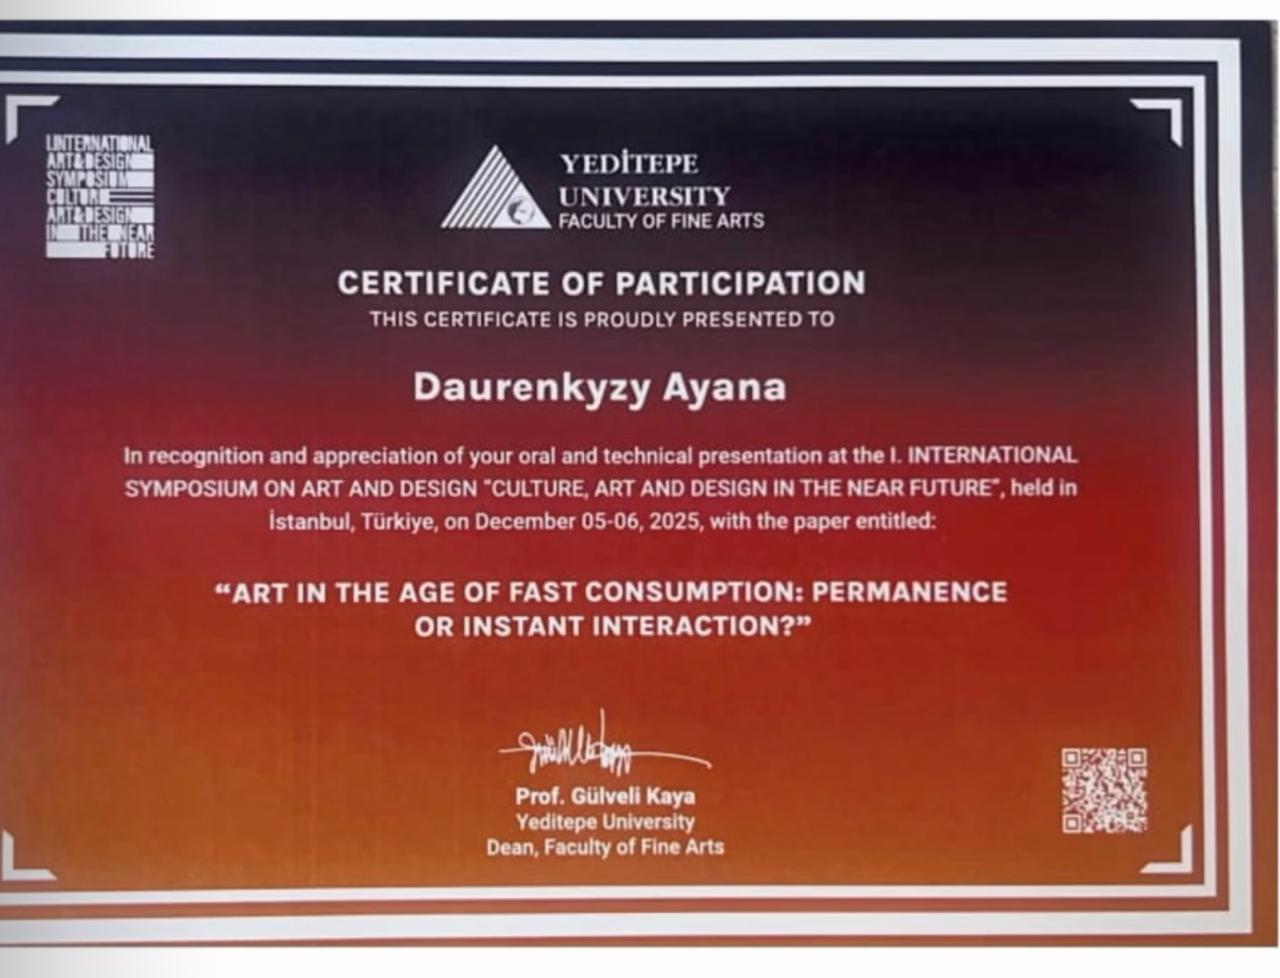 I.INTERNATIONAL
ART&DESIGN
SYMPOSIUM
CULTURE
ART&DESIGN
IN THE NEAR
FUTURE
YEDİTEPE
UNIVERSITY
FACULTY OF FINE ARTS
CERTIFICATE OF PARTICIPATION
THIS CERTIFICATE IS PROUDLY PRESENTED TO
Daurenkyzy Ayana
In recognition and appreciation of your oral and technical presentation at the I. INTERNATIONAL
SYMPOSIUM ON ART AND DESIGN "CULTURE, ART AND DESIGN IN THE NEAR FUTURE", held in
İstanbul, Türkiye, on December 05-06, 2025, with the paper entitled:
“ART IN THE AGE OF FAST CONSUMPTION: PERMANENCE
OR INSTANT INTERACTION?”
Prof. Gülveli Kaya
Yeditepe University
Dean, Faculty of Fine Arts